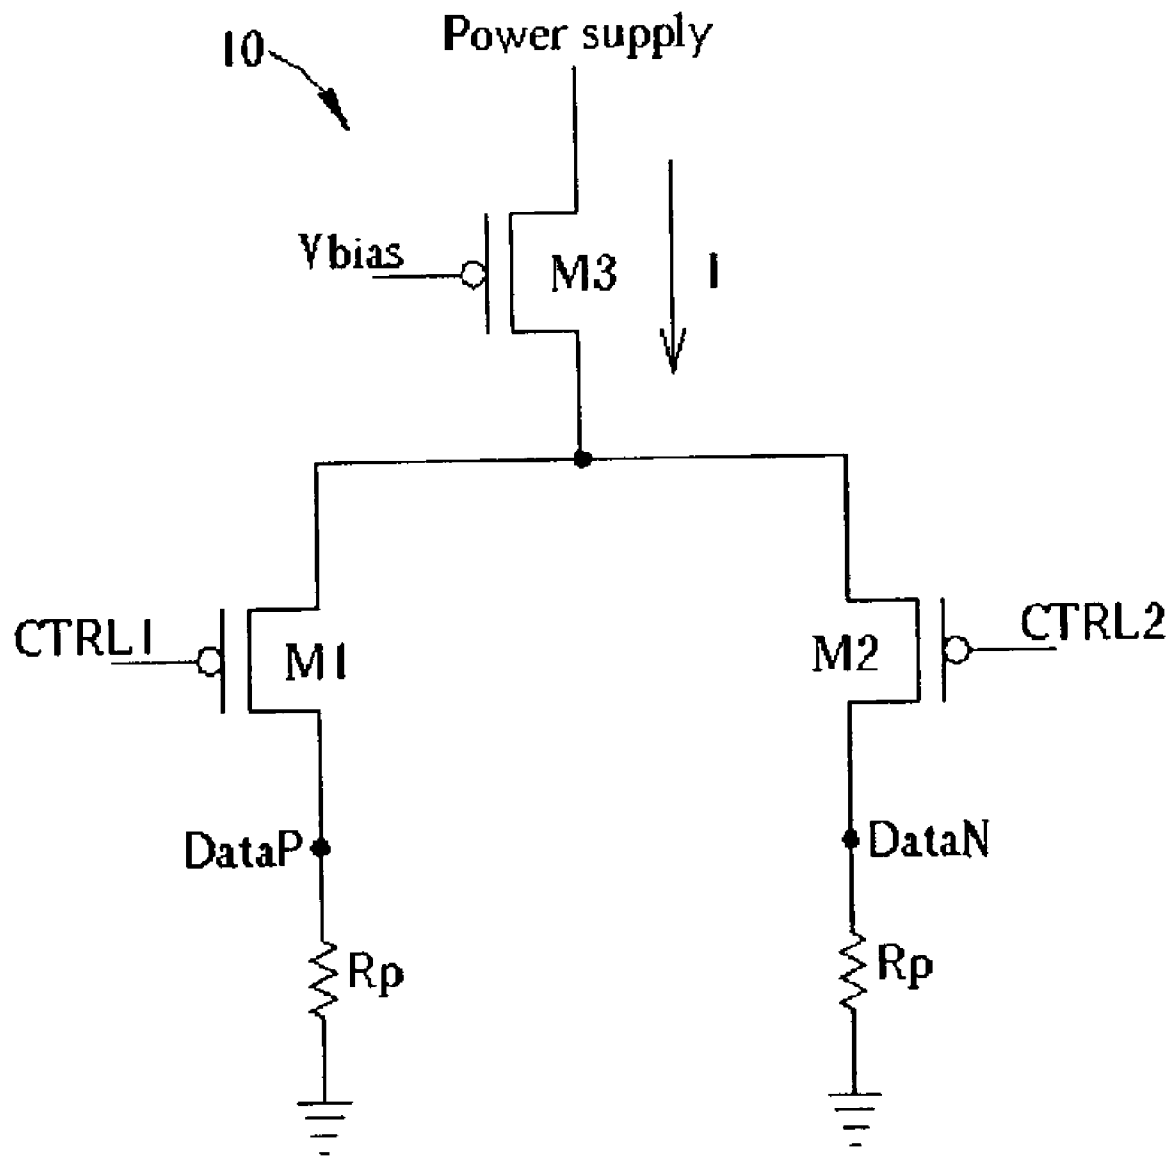 10
Power supply
Vbias
M3
I
CTRL1
M1
M2
CTRL2
DataP
DataN
Rp
Rp